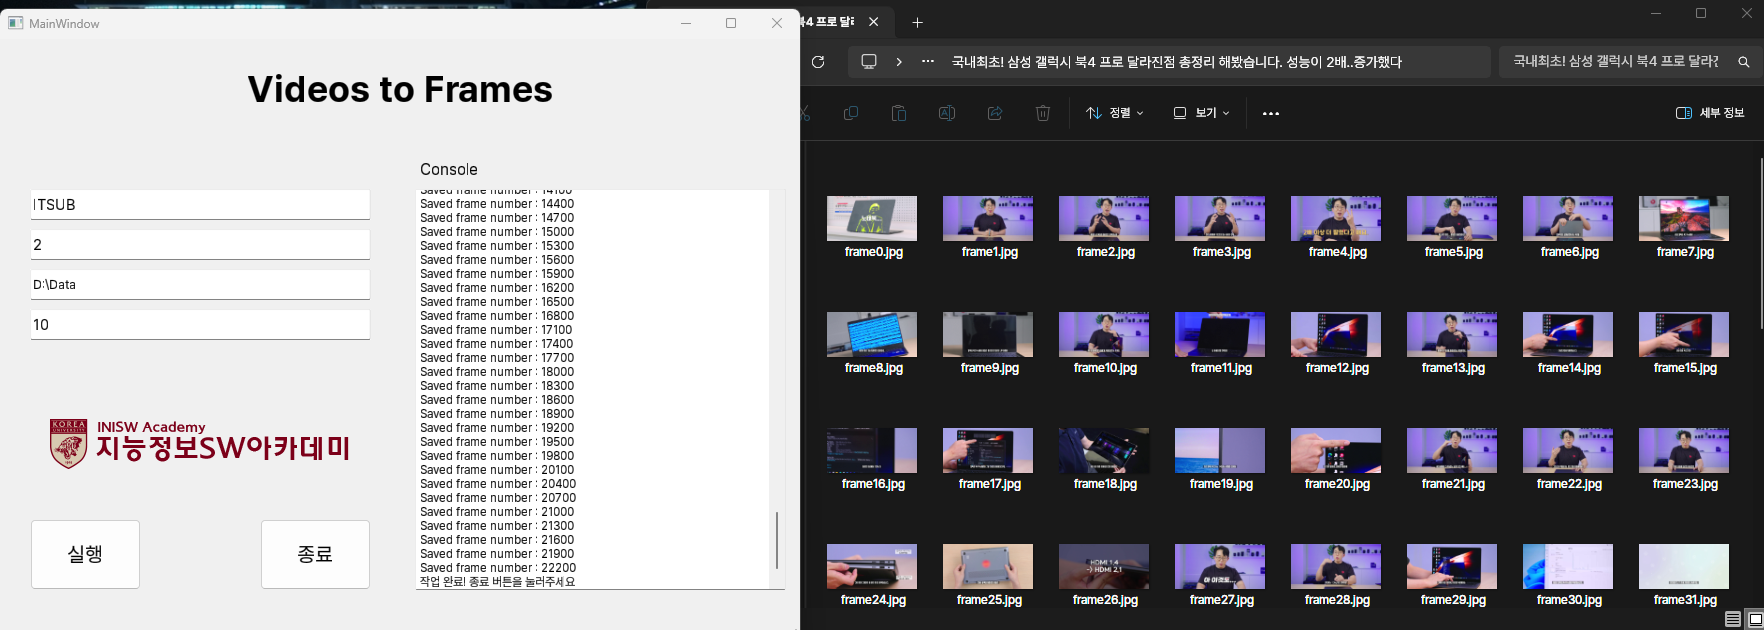 MainWindow
Videos to Frames
Console
ITSUB
2
D:\Data
10
Saved frame number : 14100
Saved frame number : 14400
Saved frame number : 14700
Saved frame number : 15000
Saved frame number : 15300
Saved frame number : 15600
Saved frame number : 15900
Saved frame number : 16200
Saved frame number : 16500
Saved frame number : 16800
Saved frame number : 17100
Saved frame number : 17400
Saved frame number : 17700
Saved frame number : 18000
Saved frame number : 18300
Saved frame number : 18600
Saved frame number : 18900
Saved frame number : 19200
Saved frame number : 19500
Saved frame number : 19800
Saved frame number : 20100
Saved frame number : 20400
Saved frame number : 20700
Saved frame number : 21000
Saved frame number : 21300
Saved frame number : 21600
Saved frame number : 21900
Saved frame number : 22200
작업 완료! 종료 버튼을 눌러주세요
KOREA
UNIVERSITY
INISW Academy
지능정보SW아카데미
실행
종료
북4 프로 달라
국내최초! 삼성 갤럭시 북4 프로 달라진점 총정리 해봤습니다. 성능이 2배..증가했다
국내최초! 삼성 갤럭시 북4 프로 달라진
정렬
보기
세부 정보
frame0.jpg
frame1.jpg
frame2.jpg
frame3.jpg
frame4.jpg
frame5.jpg
frame6.jpg
frame7.jpg
frame8.jpg
frame9.jpg
frame10.jpg
frame11.jpg
frame12.jpg
frame13.jpg
frame14.jpg
frame15.jpg
frame16.jpg
frame17.jpg
frame18.jpg
frame19.jpg
frame20.jpg
frame21.jpg
frame22.jpg
frame23.jpg
HDMI 1.4
-> HDMI 2.1
아 이것도...
frame24.jpg
frame25.jpg
frame26.jpg
frame27.jpg
frame28.jpg
frame29.jpg
frame30.jpg
frame31.jpg